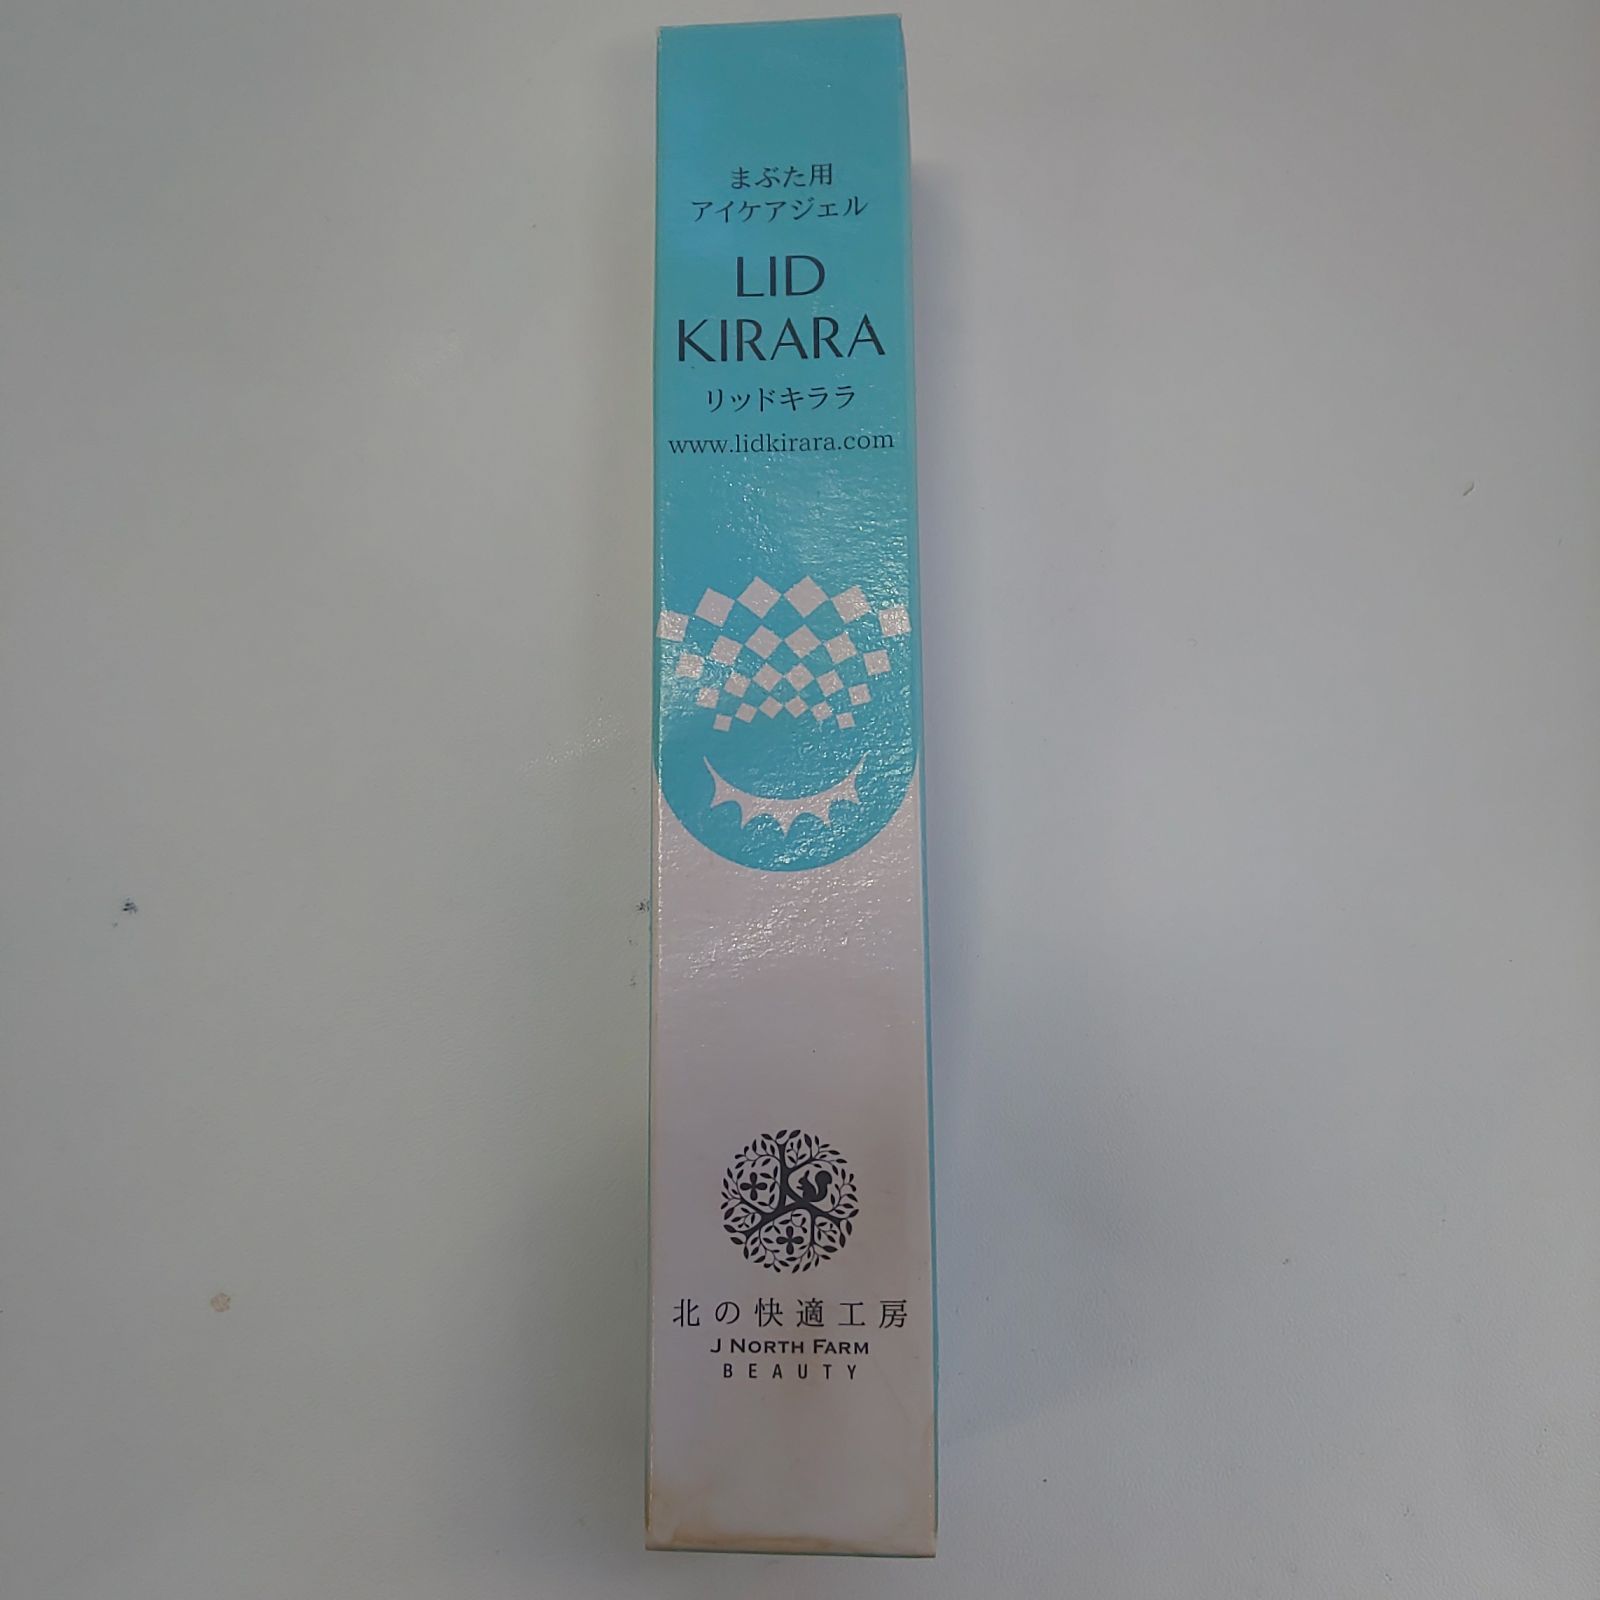 まぶた用
アイケアジェル
LID
KIRARA
リッドキララ
www.lidkirara.com
北の快適工房
J NORTH FARM
BEAUTY